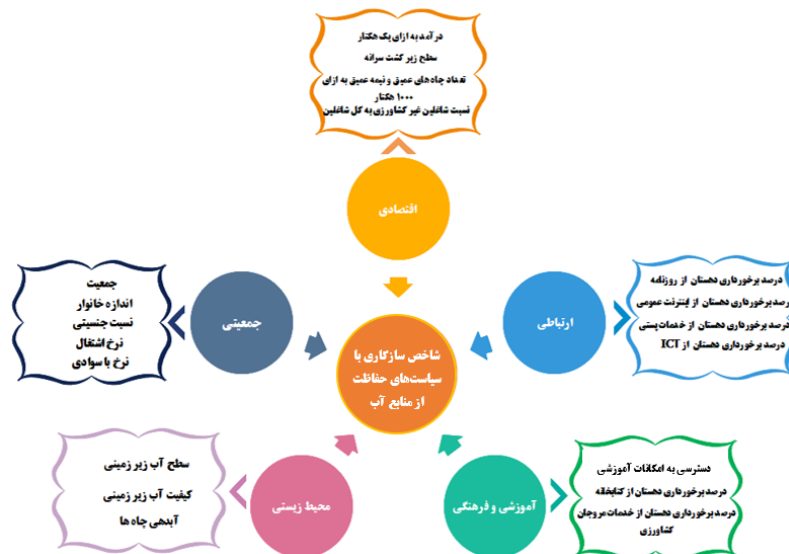 درآمد به ازای یک هکتار
سطح زیر کشت سرانه
تعداد چاه‌های عمیق و نیمه عمیق به ازای
۱۰۰۰ هکتار
نسبت شاغلین غیر کشاورزی به کل شاغلین
اقتصادی
درصد برخورداری دهستان از روزنامه
رصد برخورداری دهستان از اینترنت عمومی
درصد برخورداری دهستان از خدمات پستی
درصد برخورداری دهستان از ICT
ارتباطی
جمعیتی
جمعیت
اندازه خانوار
نسبت جنسیتی
نرخ اشتغال
نرخ با سوادی
شاخص سازگاری با
سیاست‌های حفاظت
از منابع آب
دسترسی به امکانات آموزشی
درصد برخورداری دهستان از کتابخانه
درصد برخورداری دهستان از خدمات مروجان
کشاورزی
آموزشی و فرهنگی
محیط زیستی
سطح آب زیر زمینی
کیفیت آب زیر زمینی
آبدهی چاه ها